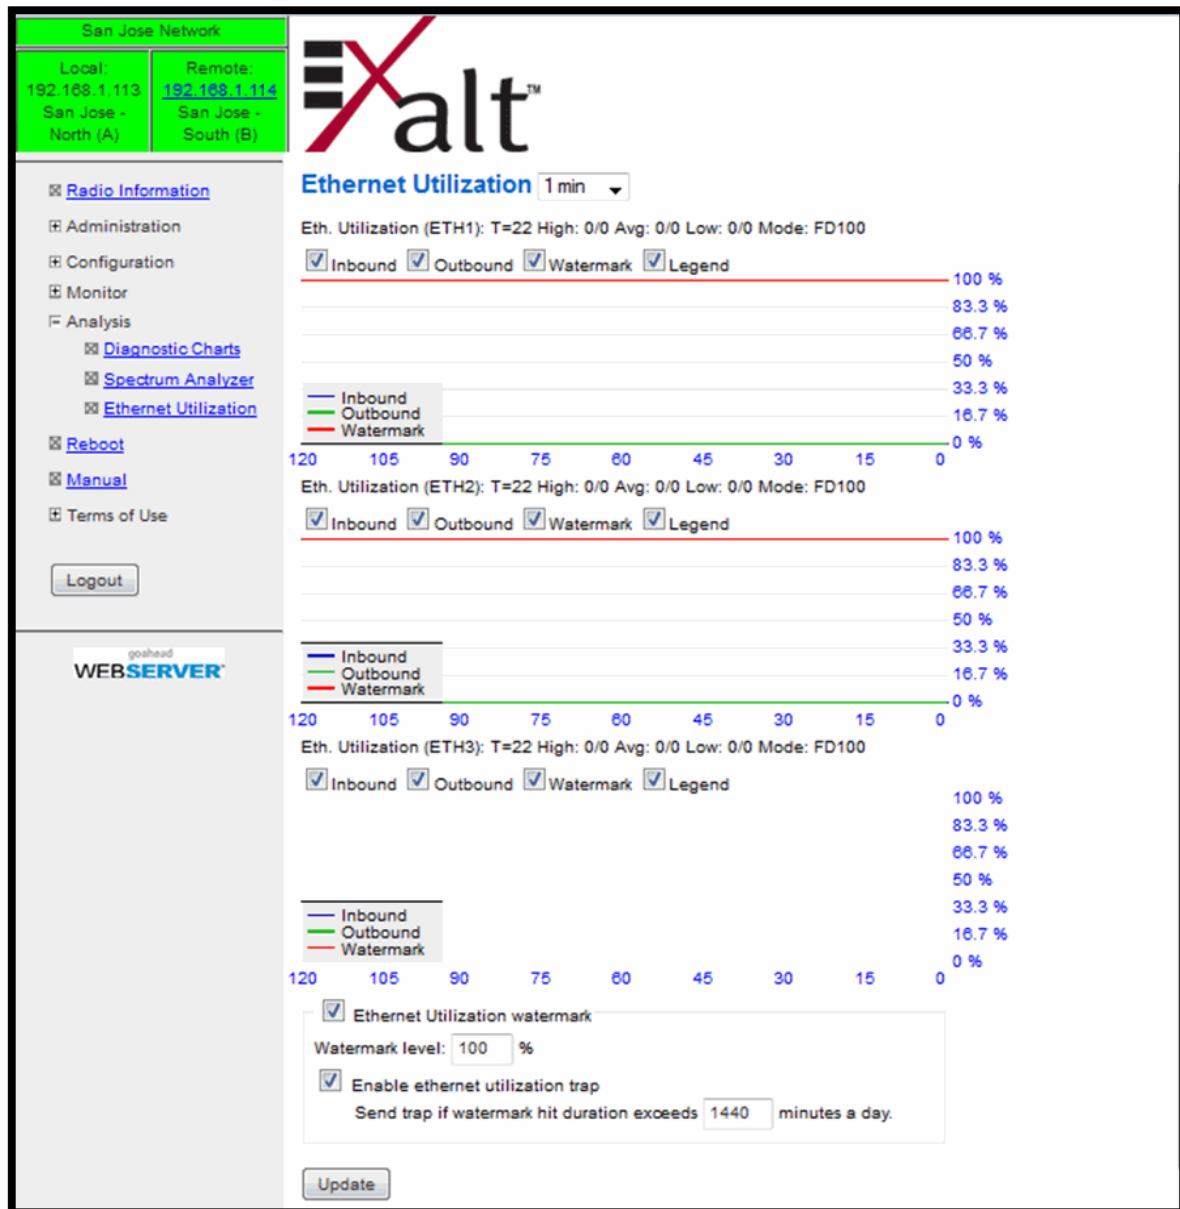 San Jose Network
Local:
192.168.1.113
San Jose -
North (A)
Remote:
192.168.1.114
San Jose -
South (B)
EXalt™
Radio Information
Administration
Configuration
Monitor
Analysis
Diagnostic Charts
Spectrum Analyzer
Ethernet Utilization
Reboot
Manual
Terms of Use
Logout
goahead
WEBSERVER
Ethernet Utilization 1 min
Eth. Utilization (ETH1): T=22 High: 0/0 Avg: 0/0 Low: 0/0 Mode: FD100
Inbound Outbound Watermark Legend
100 %
83.3 %
66.7 %
50 %
33.3 %
16.7 %
0 %
Inbound
Outbound
Watermark
120 105 90 75 60 45 30 15 0
Eth. Utilization (ETH2): T=22 High: 0/0 Avg: 0/0 Low: 0/0 Mode: FD100
Inbound Outbound Watermark Legend
100 %
83.3 %
66.7 %
50 %
33.3 %
16.7 %
0 %
Inbound
Outbound
Watermark
120 105 90 75 60 45 30 15 0
Eth. Utilization (ETH3): T=22 High: 0/0 Avg: 0/0 Low: 0/0 Mode: FD100
Inbound Outbound Watermark Legend
100 %
83.3 %
66.7 %
50 %
33.3 %
16.7 %
0 %
Inbound
Outbound
Watermark
120 105 90 75 60 45 30 15 0
Ethernet Utilization watermark
Watermark level: 100 %
Enable ethernet utilization trap
Send trap if watermark hit duration exceeds 1440 minutes a day.
Update